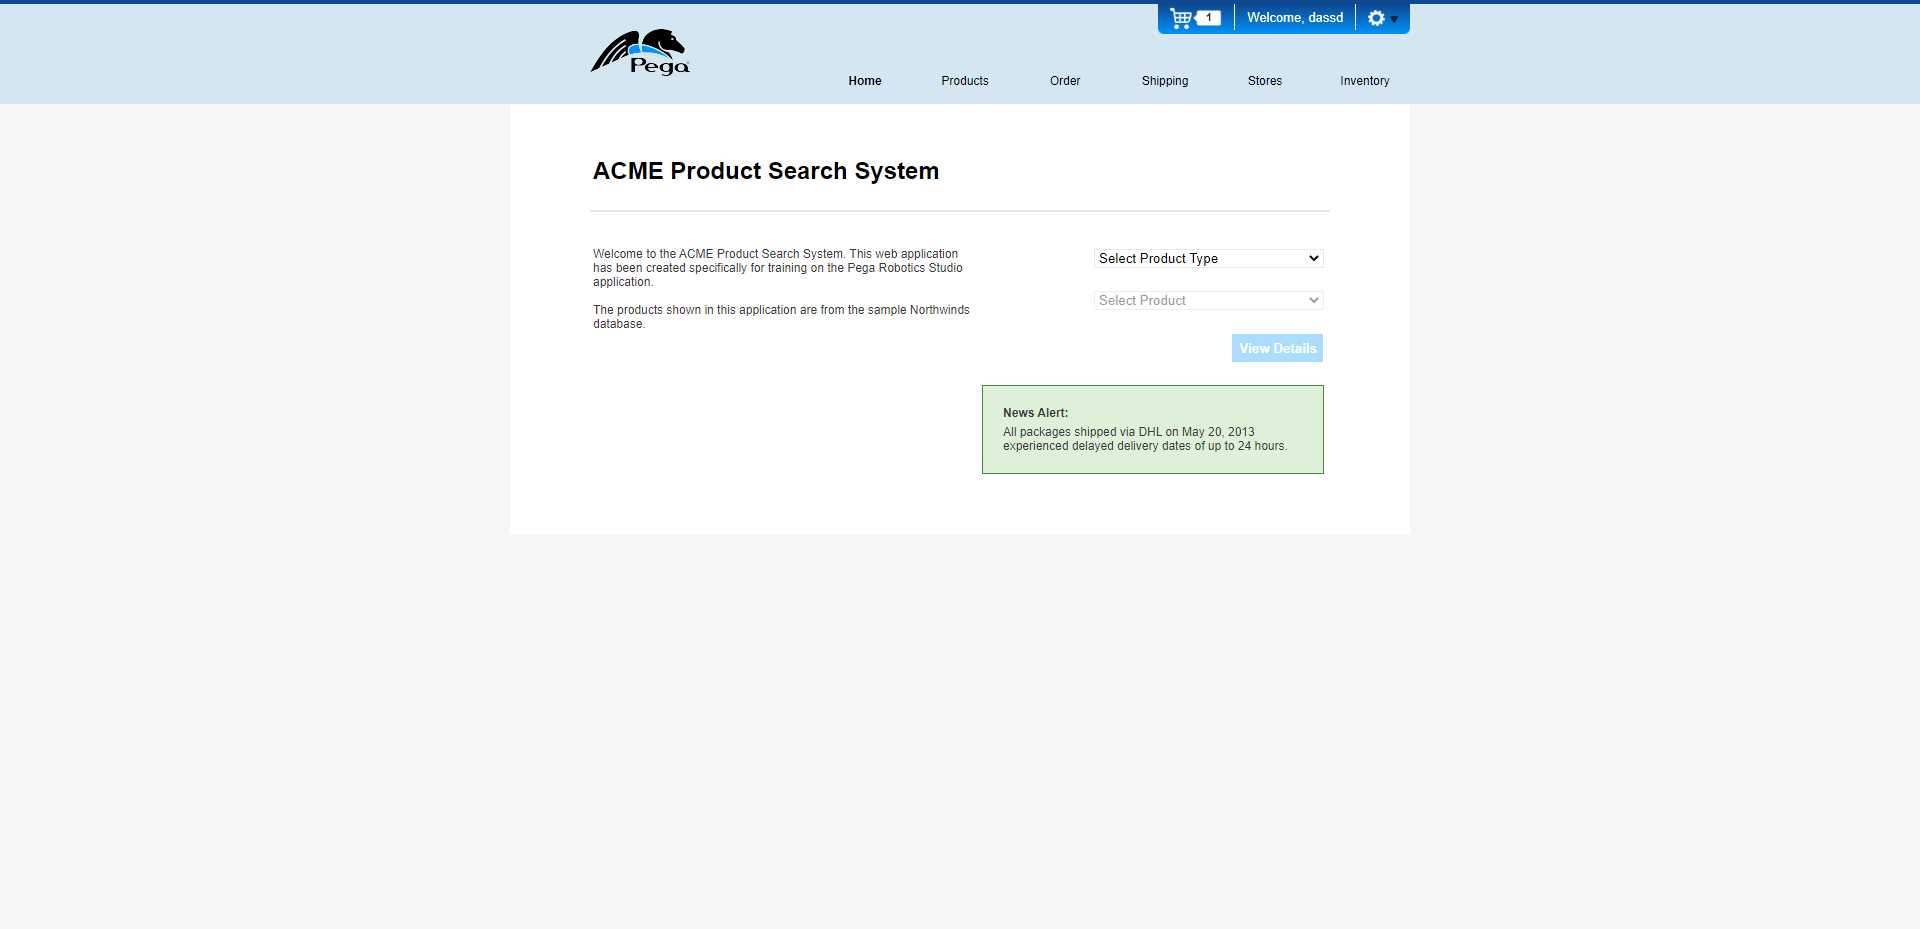 1
Welcome, dassd
Pega
Home
Products
Order
Shipping
Stores
Inventory
ACME Product Search System
Welcome to the ACME Product Search System. This web application
has been created specifically for training on the Pega Robotics Studio
application.
The products shown in this application are from the sample Northwinds
database.
Select Product Type
Select Product
View Details
News Alert:
All packages shipped via DHL on May 20, 2013
experienced delayed delivery dates of up to 24 hours.